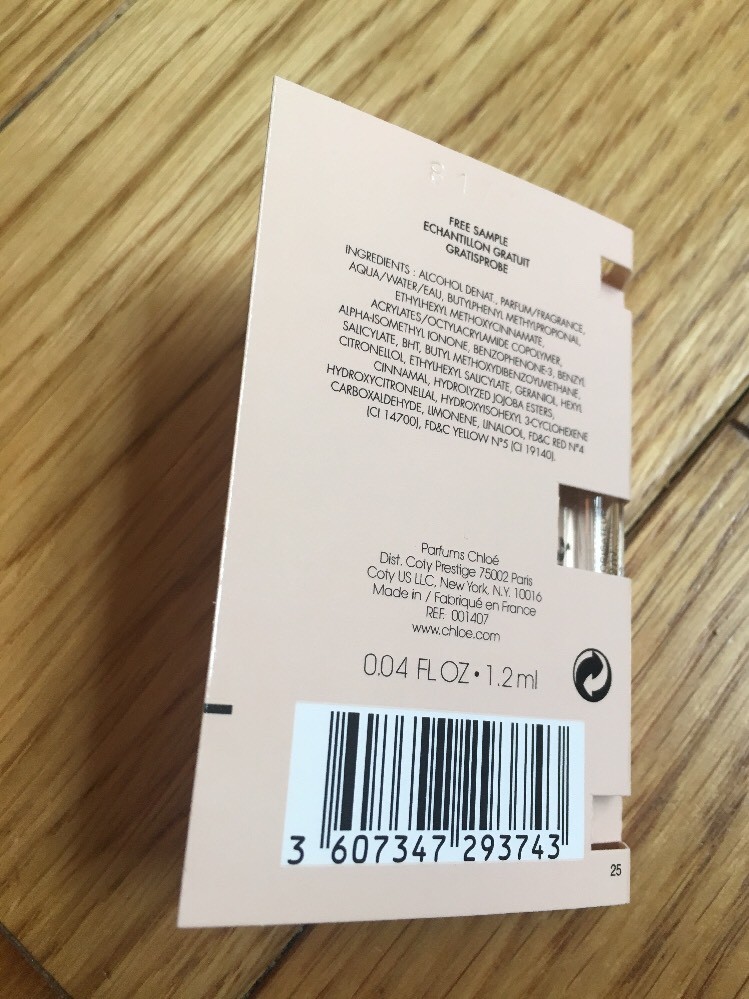 81
FREE SAMPLE
ECHANTILLON GRATUIT
GRATISPROBE
INGREDIENTS : ALCOHOL DENAT., PARFUM/FRAGRANCE,
AQUA/WATER/EAU, BUTYLPHENYL METHYLPROPIONAL,
ETHYLHEXYL METHOXYCINNAMATE,
ACRYLATES/OCTYLACRYLAMIDE COPOLYMER,
ALPHA-ISOMETHYL IONONE, BENZOPHENONE-3, BENZYL
SALICYLATE, BHT, BUTYL METHOXYDIBENZOYLMETHANE,
CITRONELLOL, ETHYLHEXYL SALICYLATE, GERANIOL, HEXYL
CINNAMAL, HYDROLYZED JOJOBA ESTERS,
HYDROXYCITRONELLAL, HYDROXYISOHEXYL 3-CYCLOHEXENE
CARBOXALDEHYDE, LIMONENE, LINALOOL, FD&C RED N°4
(CI 14700), FD&C YELLOW N°5 (CI 19140).
Parfums Chloé
Dist. Coty Prestige 75002 Paris
Coty US LLC, New York, N.Y. 10016
Made in / Fabriqué en France
REF. 001407
www.chloe.com
0.04 FL OZ • 1.2 ml
3 607347 293743
25